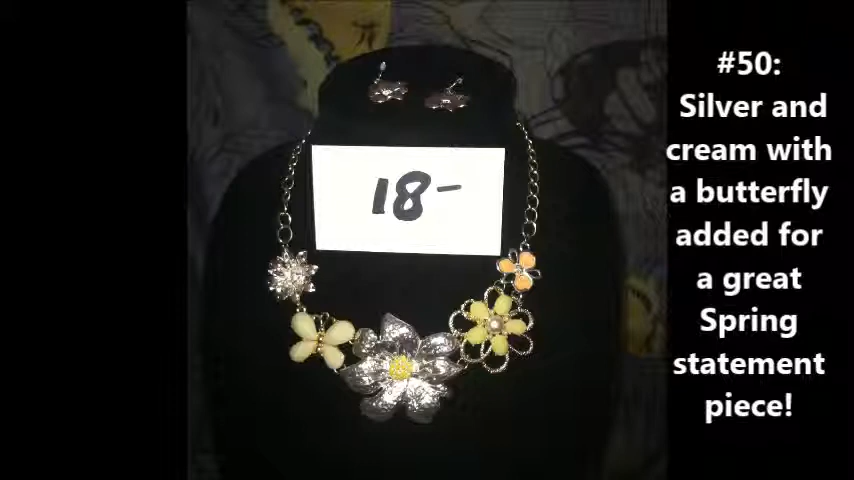 18-
#50:
Silver and
cream with
a butterfly
added for
a great
Spring
statement
piece!